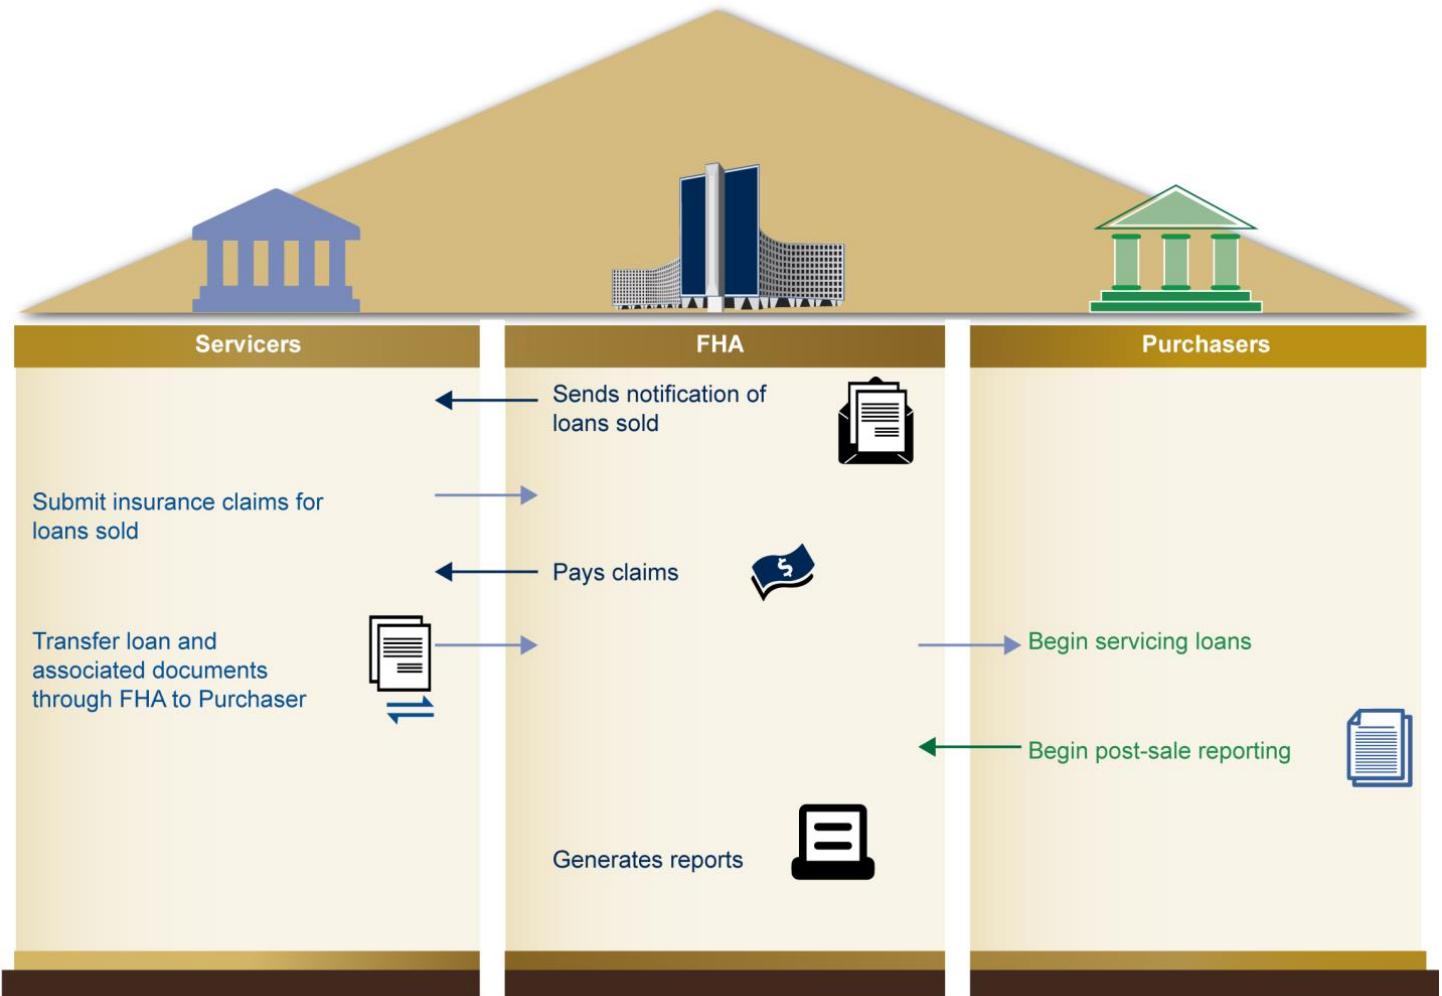 Servicers
FHA
Purchasers
Sends notification of
loans sold
Submit insurance claims for
loans sold
Pays claims
$
Transfer loan and
associated documents
through FHA to Purchaser
Begin servicing loans
Begin post-sale reporting
Generates reports